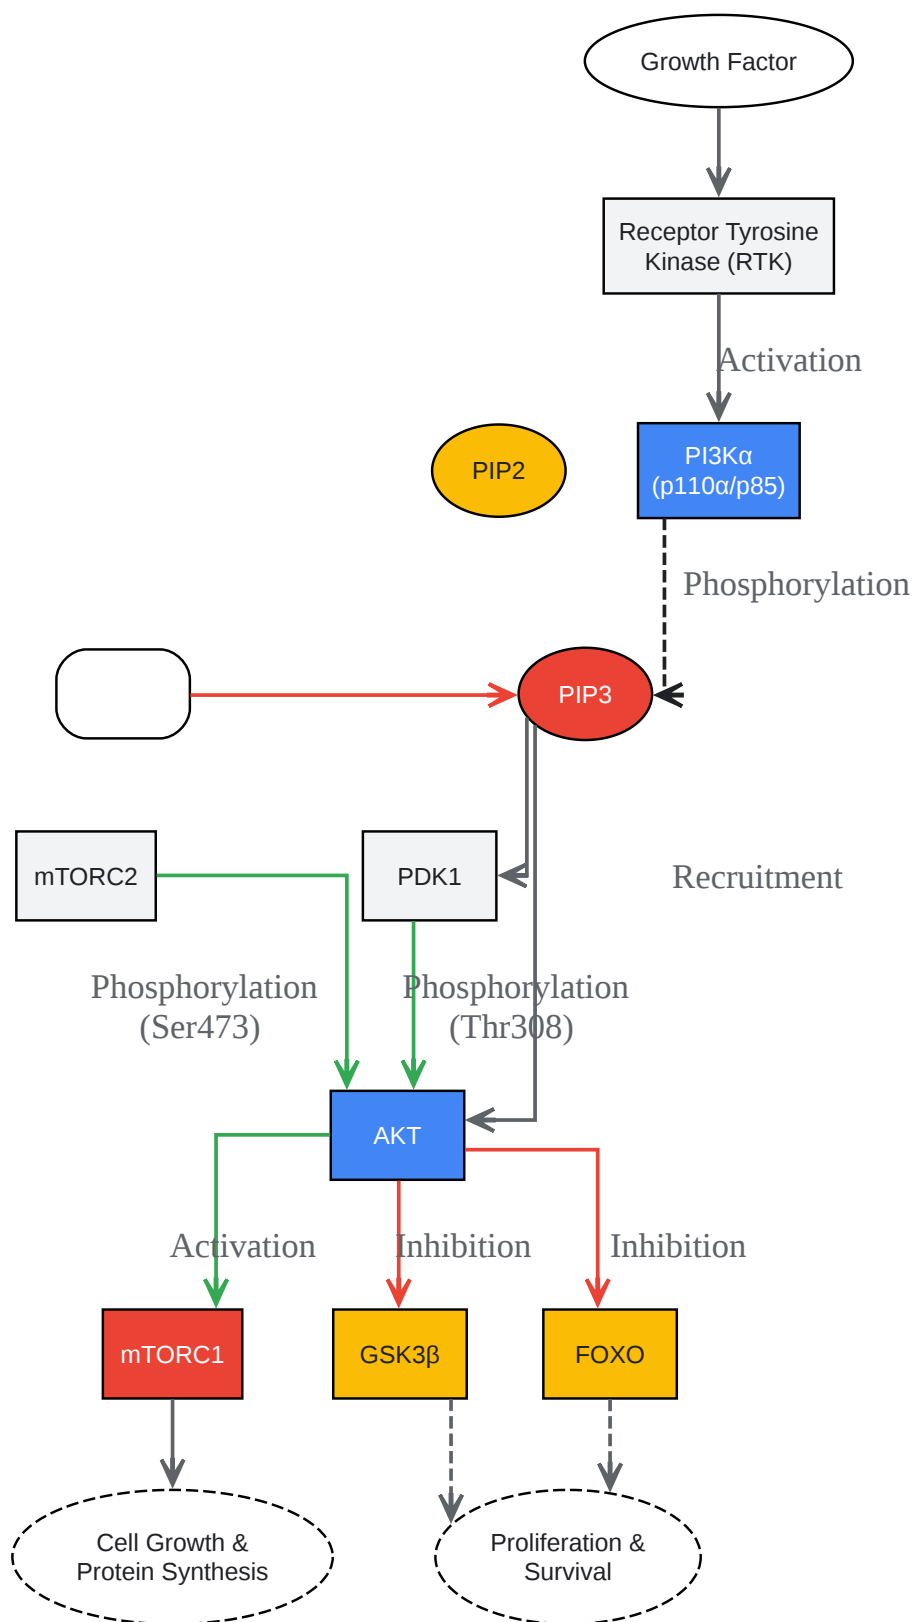 Growth Factor
Receptor Tyrosine
Kinase (RTK)
Activation
PIP2
PI3Kα
(p110α/p85)
Phosphorylation
PIP3
mTORC2
PDK1
Recruitment
Phosphorylation
(Ser473)
Phosphorylation
(Thr308)
AKT
Activation
Inhibition
Inhibition
mTORC1
GSK3β
FOXO
Cell Growth &
Protein Synthesis
Proliferation &
Survival